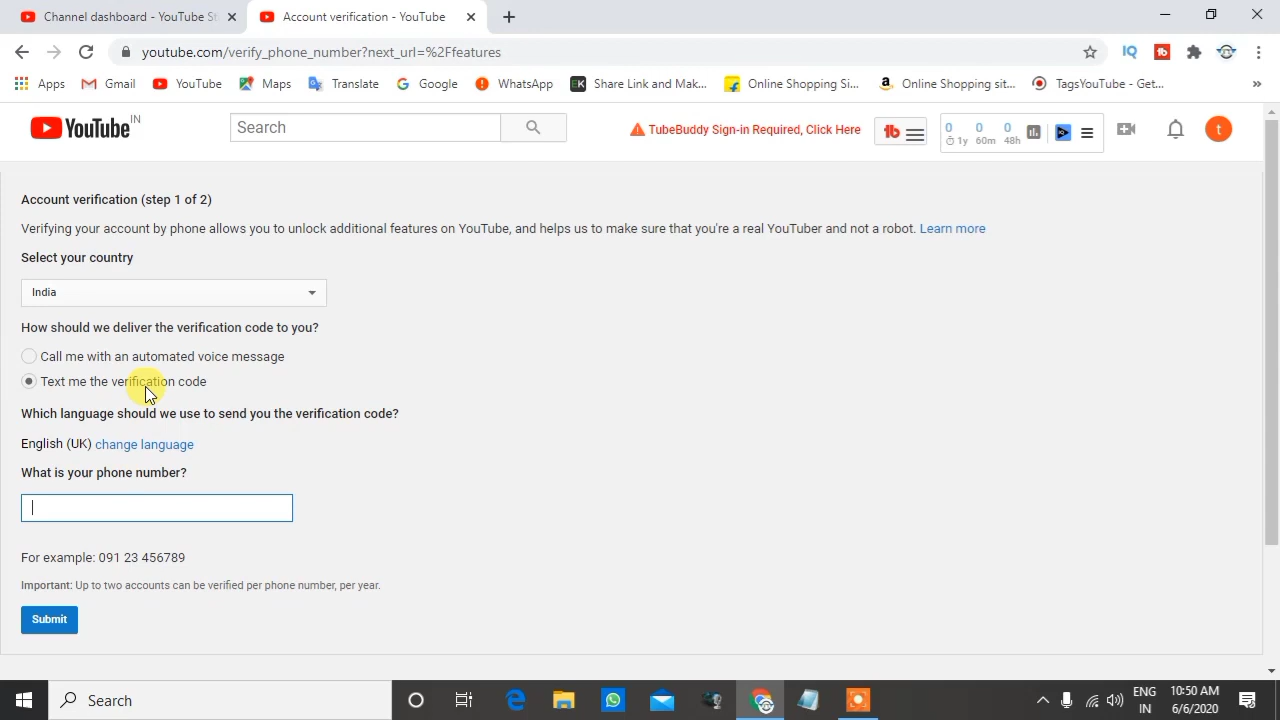 Channel dashboard - YouTube St
Account verification - YouTube
youtube.com/verify_phone_number?next_url=%2Ffeatures
IQ
tb
Apps
Gmail
YouTube
Maps
Translate
Google
WhatsApp
EK
Share Link and Mak...
Online Shopping Si...
Online Shopping sit...
TagsYouTube - Get...
»
YouTube IN
Search
TubeBuddy Sign-in Required, Click Here
tb
0 0 0
1y 60m 48h
t
Account verification (step 1 of 2)
Verifying your account by phone allows you to unlock additional features on YouTube, and helps us to make sure that you're a real YouTuber and not a robot. Learn more
Select your country
India
How should we deliver the verification code to you?
Call me with an automated voice message
Text me the verification code
Which language should we use to send you the verification code?
English (UK) change language
What is your phone number?
For example: 091 23 456789
Important: Up to two accounts can be verified per phone number, per year.
Submit
Search
ENG
IN
10:50 AM
6/6/2020